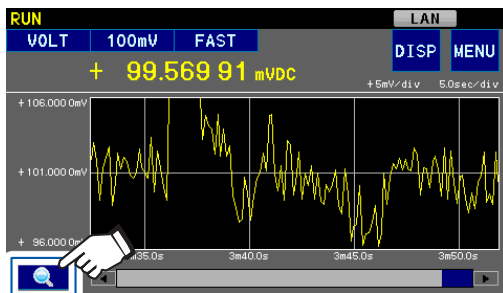 RUN LAN
VOLT 100mV FAST DISP MENU
+ 99.569 91 mVDC
+5mV/div 5.0sec/div
+106.000 0mV
+101.000 0mV
+ 96.000 0mV
3m35.0s 3m40.0s 3m45.0s 3m50.0s